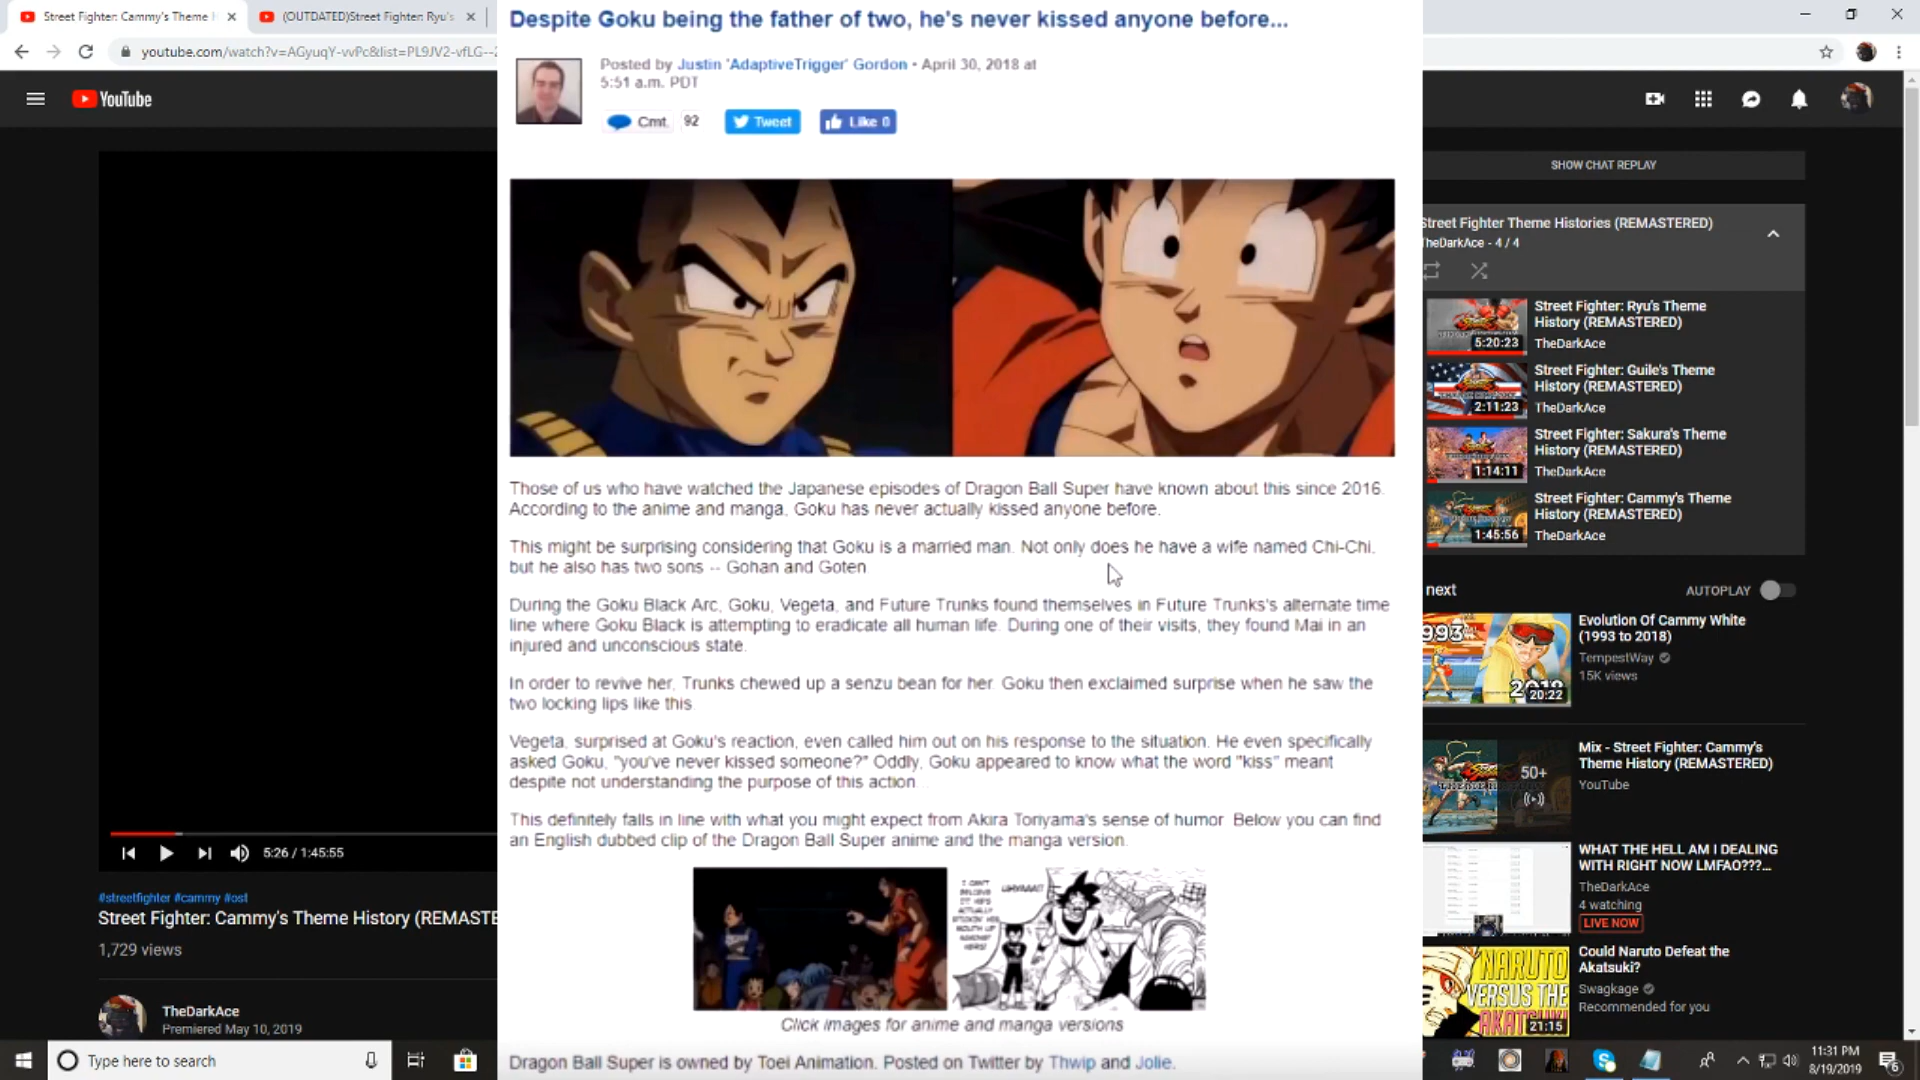 Street Fighter: Cammy's Theme H
(OUTDATED)Street Fighter: Ryu's
youtube.com/watch?v=AGyuqY-vvPc&list=PL9JV2-vfLG--2
YouTube
Despite Goku being the father of two, he's never kissed anyone before...
Posted by Justin 'AdaptiveTrigger' Gordon • April 30, 2018 at
5:51 a.m. PDT
Cmt. 92
Tweet
Like 0
Those of us who have watched the Japanese episodes of Dragon Ball Super have known about this since 2016.
According to the anime and manga, Goku has never actually kissed anyone before.
This might be surprising considering that Goku is a married man. Not only does he have a wife named Chi-Chi,
but he also has two sons -- Gohan and Goten
During the Goku Black Arc, Goku, Vegeta, and Future Trunks found themselves in Future Trunks's alternate time
line where Goku Black is attempting to eradicate all human life. During one of their visits, they found Mai in an
injured and unconscious state.
In order to revive her, Trunks chewed up a senzu bean for her. Goku then exclaimed surprise when he saw the
two locking lips like this
Vegeta, surprised at Goku's reaction, even called him out on his response to the situation. He even specifically
asked Goku, "you've never kissed someone?" Oddly, Goku appeared to know what the word "kiss" meant
despite not understanding the purpose of this action.
This definitely falls in line with what you might expect from Akira Toriyama's sense of humor. Below you can find
an English dubbed clip of the Dragon Ball Super anime and the manga version.
Click images for anime and manga versions
Dragon Ball Super is owned by Toei Animation. Posted on Twitter by Thwip and Jolie.
5:26 / 1:45:55
#streetfighter #cammy #ost
Street Fighter: Cammy's Theme History (REMASTE
1,729 views
TheDarkAce
Premiered May 10, 2019
SHOW CHAT REPLAY
Street Fighter Theme Histories (REMASTERED)
TheDarkAce - 4 / 4
Street Fighter: Ryu's Theme
History (REMASTERED)
TheDarkAce
5:20:23
Street Fighter: Guile's Theme
History (REMASTERED)
TheDarkAce
2:11:23
Street Fighter: Sakura's Theme
History (REMASTERED)
TheDarkAce
1:14:11
Street Fighter: Cammy's Theme
History (REMASTERED)
TheDarkAce
1:45:56
next
AUTOPLAY
Evolution Of Cammy White
(1993 to 2018)
TempestWay
15K views
20:22
Mix - Street Fighter: Cammy's
Theme History (REMASTERED)
YouTube
50+
WHAT THE HELL AM I DEALING
WITH RIGHT NOW LMFAO???...
TheDarkAce
4 watching
LIVE NOW
Could Naruto Defeat the
Akatsuki?
Swagkage
Recommended for you
NARUTO
VERSUS THE
AKATSUKI
21:15
Type here to search
11:31 PM
8/19/2019
6